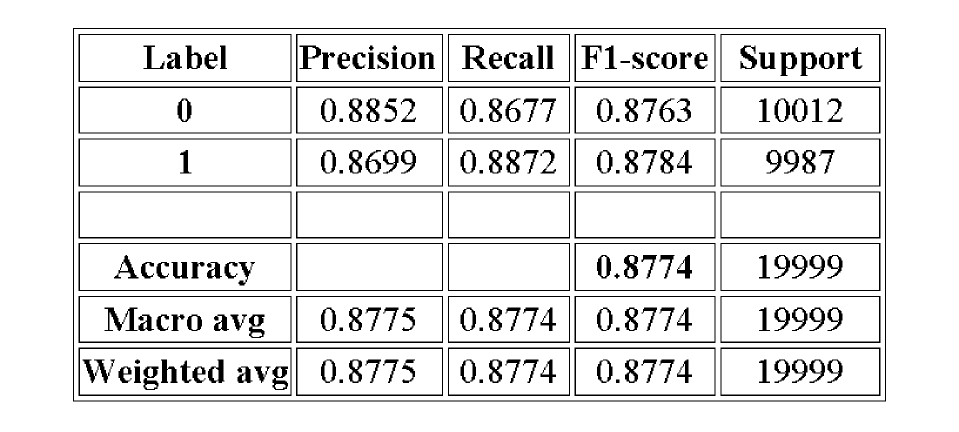 Label Precision Recall F1-score Support
0 0.8852 0.8677 0.8763 10012
1 0.8699 0.8872 0.8784 9987
Accuracy 0.8774 19999
Macro avg 0.8775 0.8774 0.8774 19999
Weighted avg 0.8775 0.8774 0.8774 19999